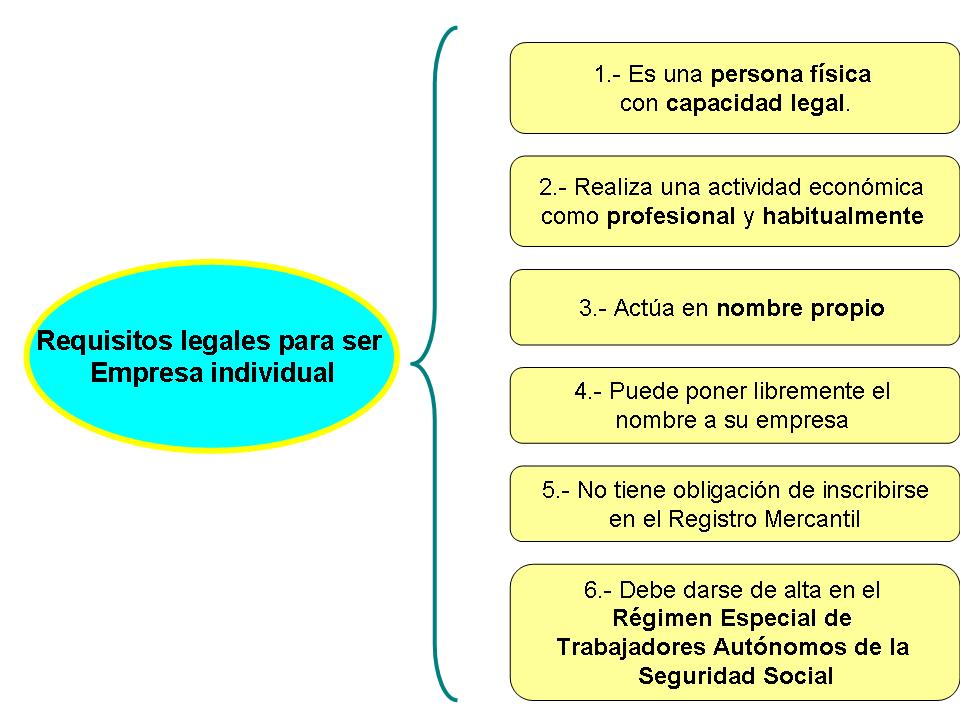 Requisitos legales para ser
Empresa individual
1.- Es una persona física
con capacidad legal.
2.- Realiza una actividad económica
como profesional y habitualmente
3.- Actúa en nombre propio
4.- Puede poner libremente el
nombre a su empresa
5.- No tiene obligación de inscribirse
en el Registro Mercantil
6.- Debe darse de alta en el
Régimen Especial de
Trabajadores Autónomos de la
Seguridad Social